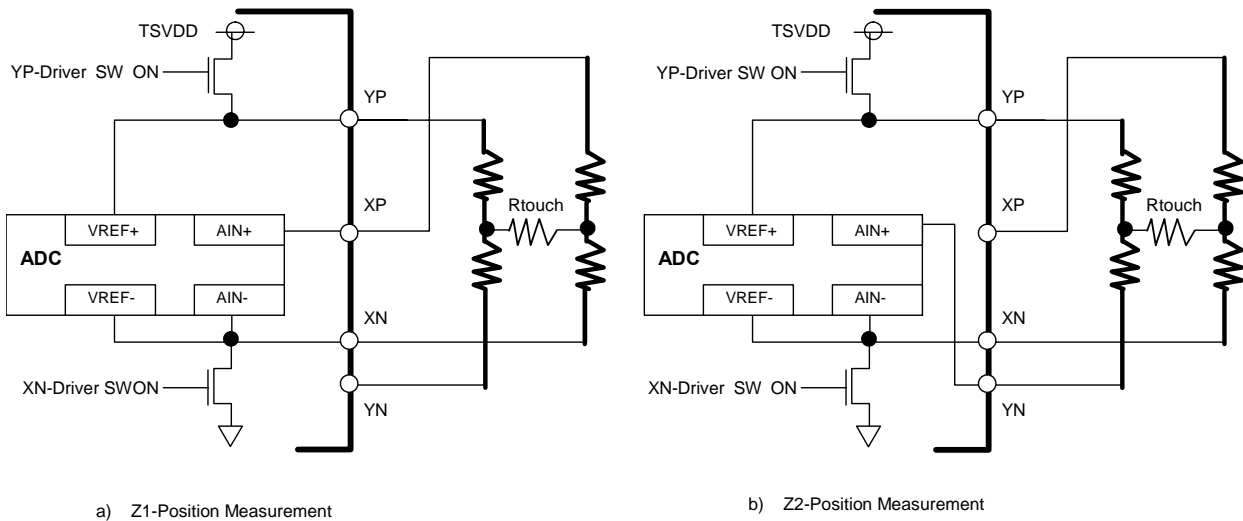 TSVDD
YP-Driver SW ON
YP
XP
Rtouch
VREF+
AIN+
ADC
VREF-
AIN-
XN
XN-Driver SWON
YN
a) Z1-Position Measurement
TSVDD
YP-Driver SW ON
YP
XP
Rtouch
VREF+
AIN+
ADC
VREF-
AIN-
XN
XN-Driver SW ON
YN
b) Z2-Position Measurement